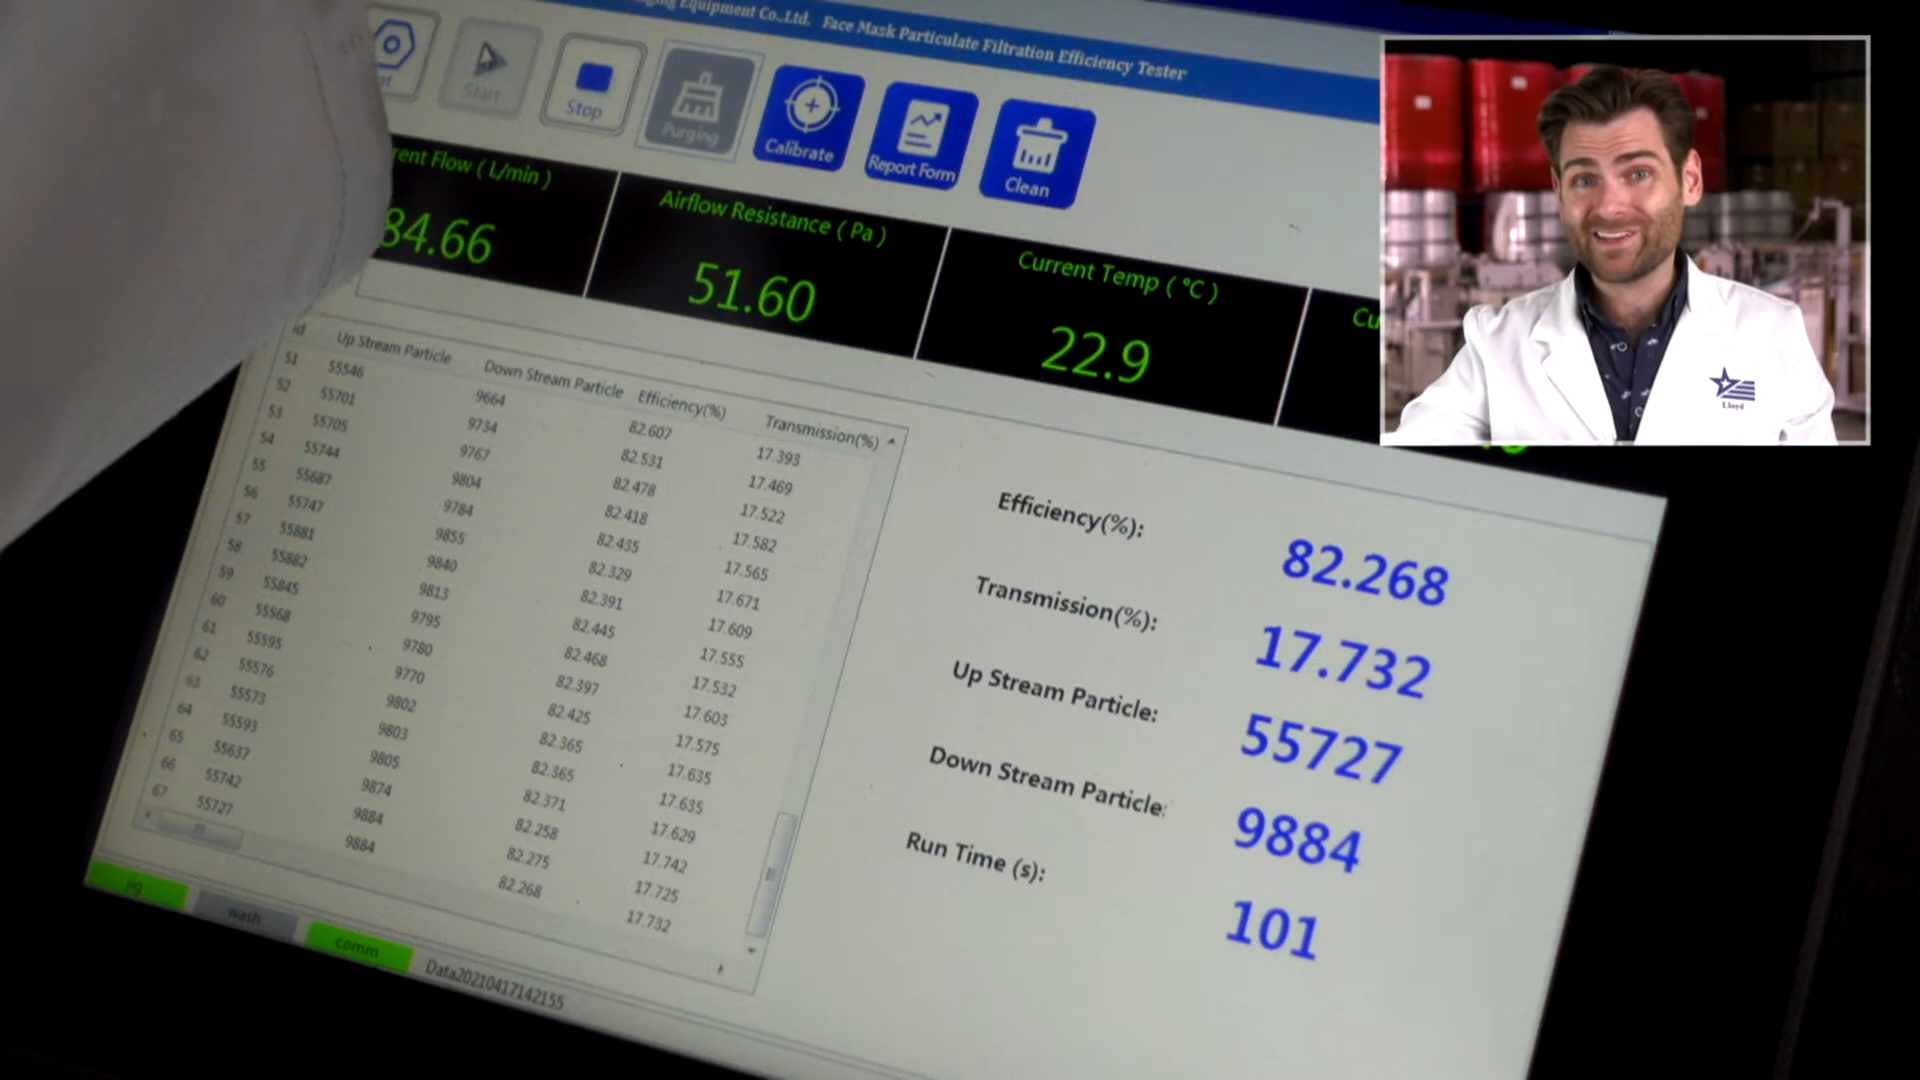 Equipment Co.,Ltd. Face Mask Particulate Filtration Efficiency Tester
Start Stop Purging Calibrate Report Form Clean
Flow ( L/min ) Airflow Resistance ( Pa ) Current Temp ( °C )
84.66 51.60 22.9
id Up Stream Particle Down Stream Particle Efficiency(%) Transmission(%)
51 55546 9664 82.607 17.393
52 55701 9734 82.531 17.469
53 55705 9767 82.478 17.522
54 55744 9804 82.418 17.582
55 55687 9784 82.435 17.565
56 55747 9855 82.329 17.671
57 55881 9840 82.391 17.609
58 55882 9813 82.445 17.555
59 55845 9795 82.468 17.532
60 55568 9780 82.397 17.603
61 55595 9770 82.425 17.575
62 55576 9802 82.365 17.635
63 55573 9803 82.365 17.635
64 55593 9805 82.371 17.629
65 55637 9874 82.258 17.742
66 55742 9884 82.275 17.725
67 55727 9884 82.268 17.732
Efficiency(%): 82.268
Transmission(%): 17.732
Up Stream Particle: 55727
Down Stream Particle: 9884
Run Time (s): 101
jig wash comm Data20210417142155
Lloyd